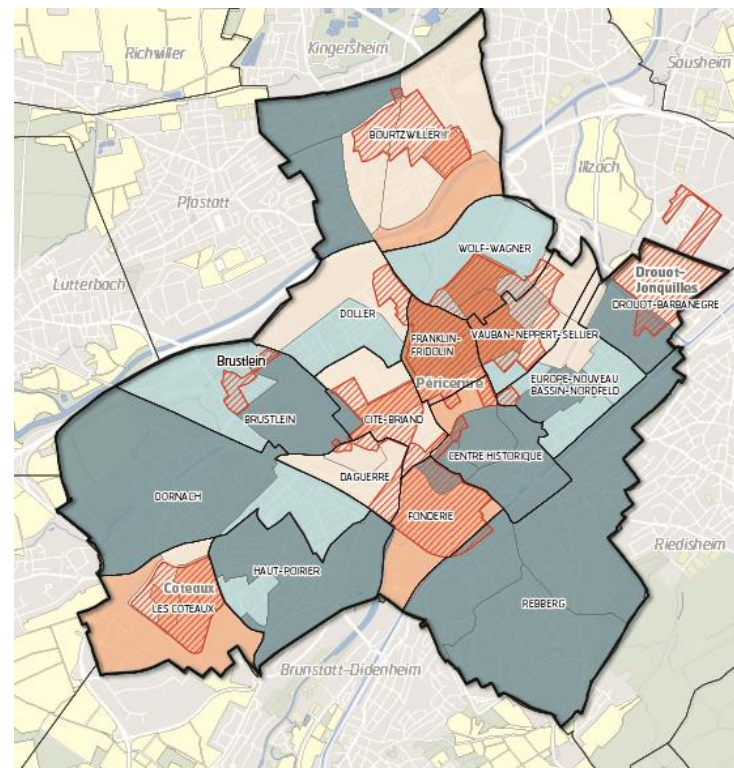 Richwiller
Kingersheim
Sausheim
BOURTZWILLER
Illzach
Pfastatt
WOLF-WAGNER
Drouot-
Jonquilles
DROUOT-BARBANEGRE
Lutterbach
DOLLER
FRANKLIN-
FRIDOLIN
VAUBAN-NEPPERT-SELLIER
Brustlein
Péricentre
EUROPE-NOUVEAU
BASSIN-NORDFELD
BRUSTLEIN
CITE-BRIAND
CENTRE HISTORIQUE
DAGUERRE
DORNACH
FONDERIE
Riedisheim
HAUT-POIRIER
Coteaux
LES COTEAUX
REBBERG
Brunstatt-Didenheim